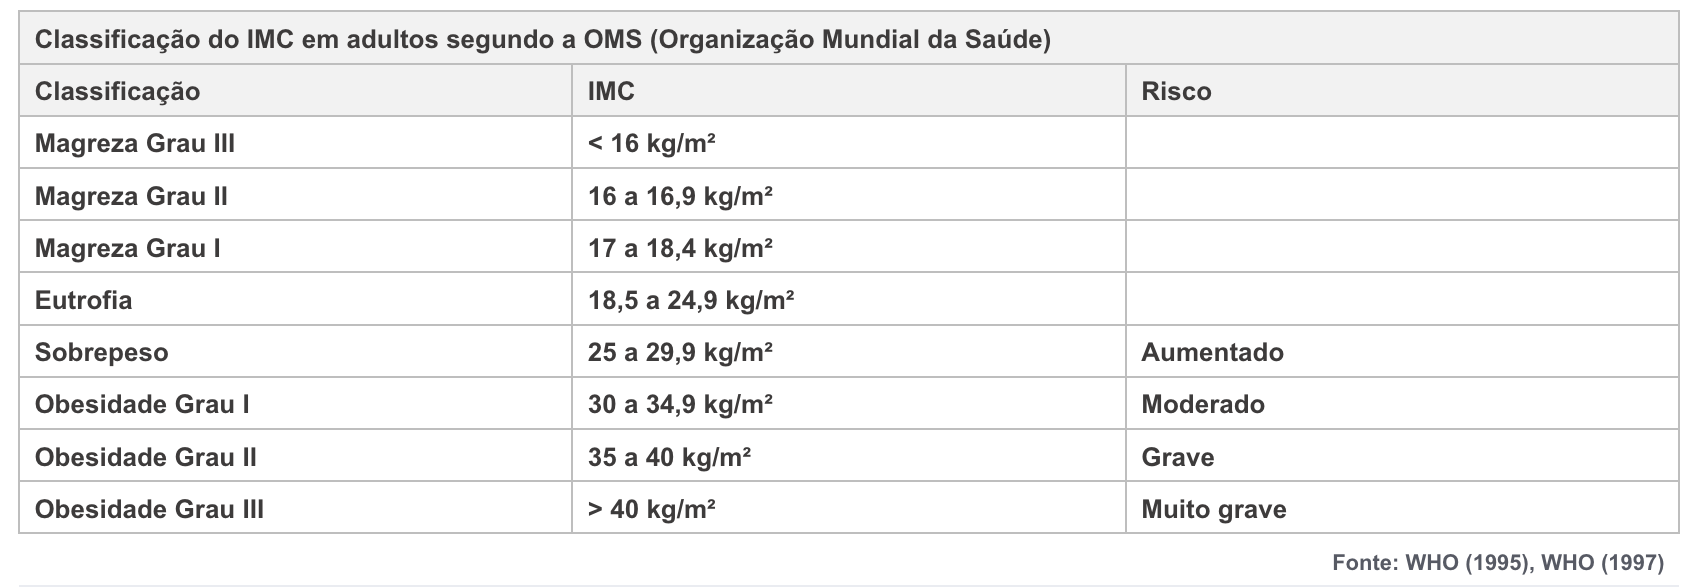 Classificação do IMC em adultos segundo a OMS (Organização Mundial da Saúde)
Classificação IMC Risco
Magreza Grau III < 16 kg/m²
Magreza Grau II 16 a 16,9 kg/m²
Magreza Grau I 17 a 18,4 kg/m²
Eutrofia 18,5 a 24,9 kg/m²
Sobrepeso 25 a 29,9 kg/m² Aumentado
Obesidade Grau I 30 a 34,9 kg/m² Moderado
Obesidade Grau II 35 a 40 kg/m² Grave
Obesidade Grau III > 40 kg/m² Muito grave
Fonte: WHO (1995), WHO (1997)